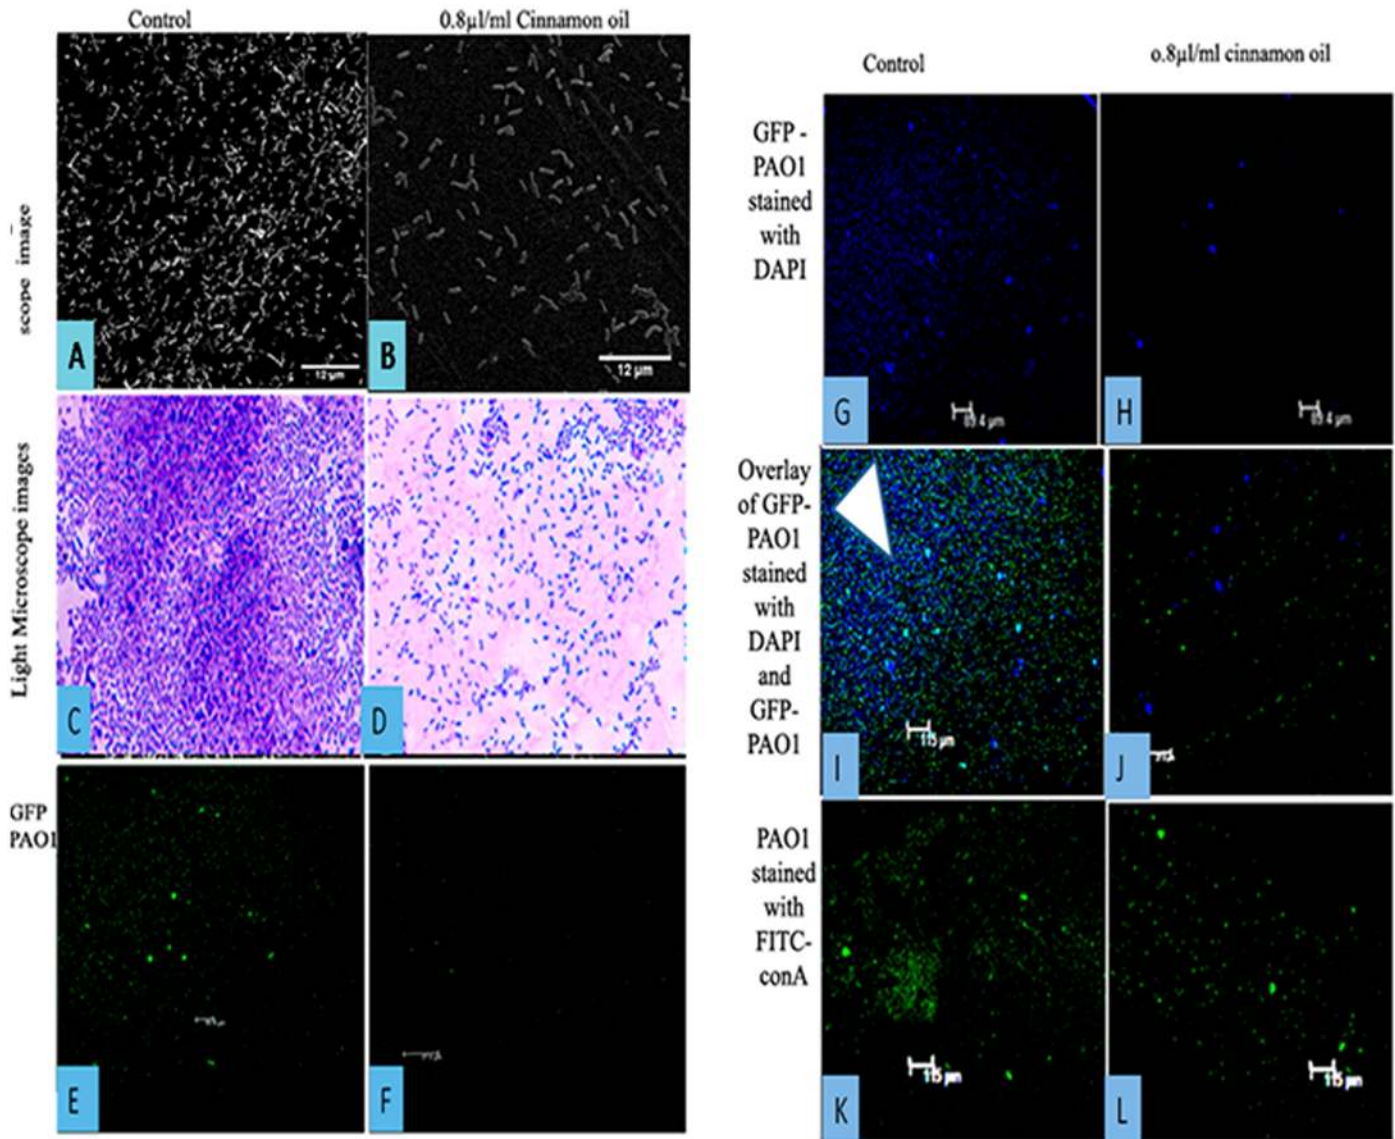 Control
0.8µl/ml Cinnamon oil
scope image
A
12 µm
B
12 µm
Light Microscope images
C
D
GFP
PAO1
E
F
Control
o.8µl/ml cinnamon oil
GFP -
PAO1
stained
with
DAPI
G
H
Overlay
of GFP-
PAO1
stained
with
DAPI
and
GFP-
PAO1
I
J
PAO1
stained
with
FITC-
conA
K
L